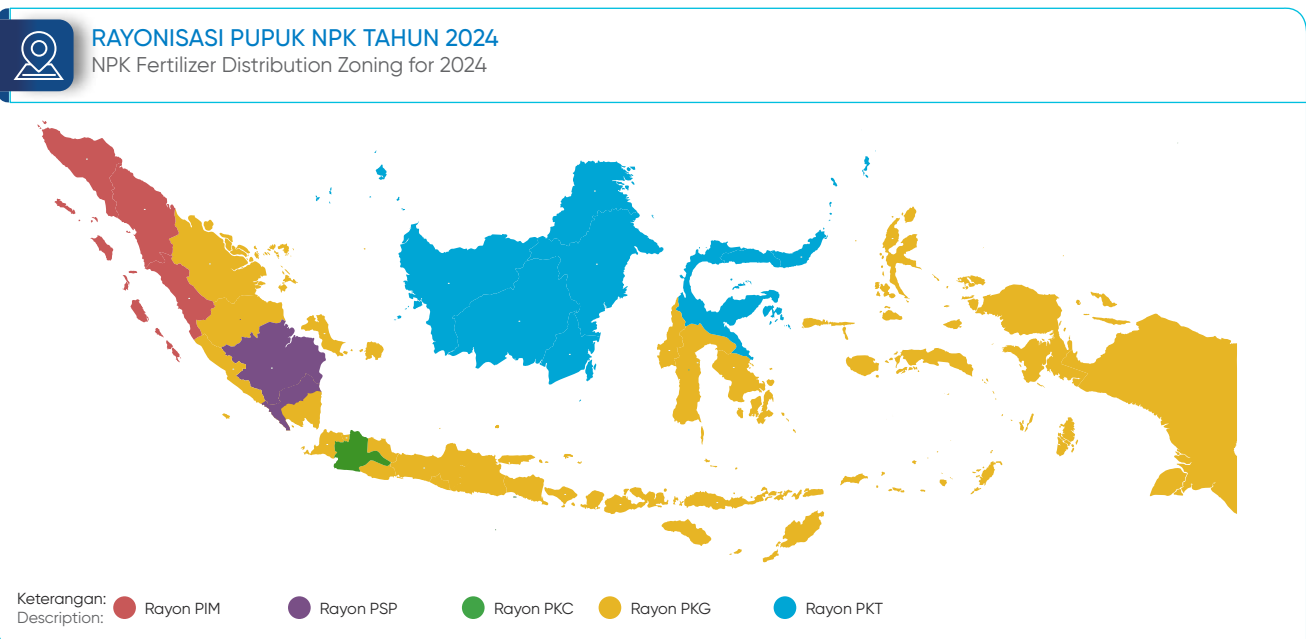 RAYONISASI PUPUK NPK TAHUN 2024
NPK Fertilizer Distribution Zoning for 2024
Keterangan:
Description:
Rayon PIM
Rayon PSP
Rayon PKC
Rayon PKG
Rayon PKT